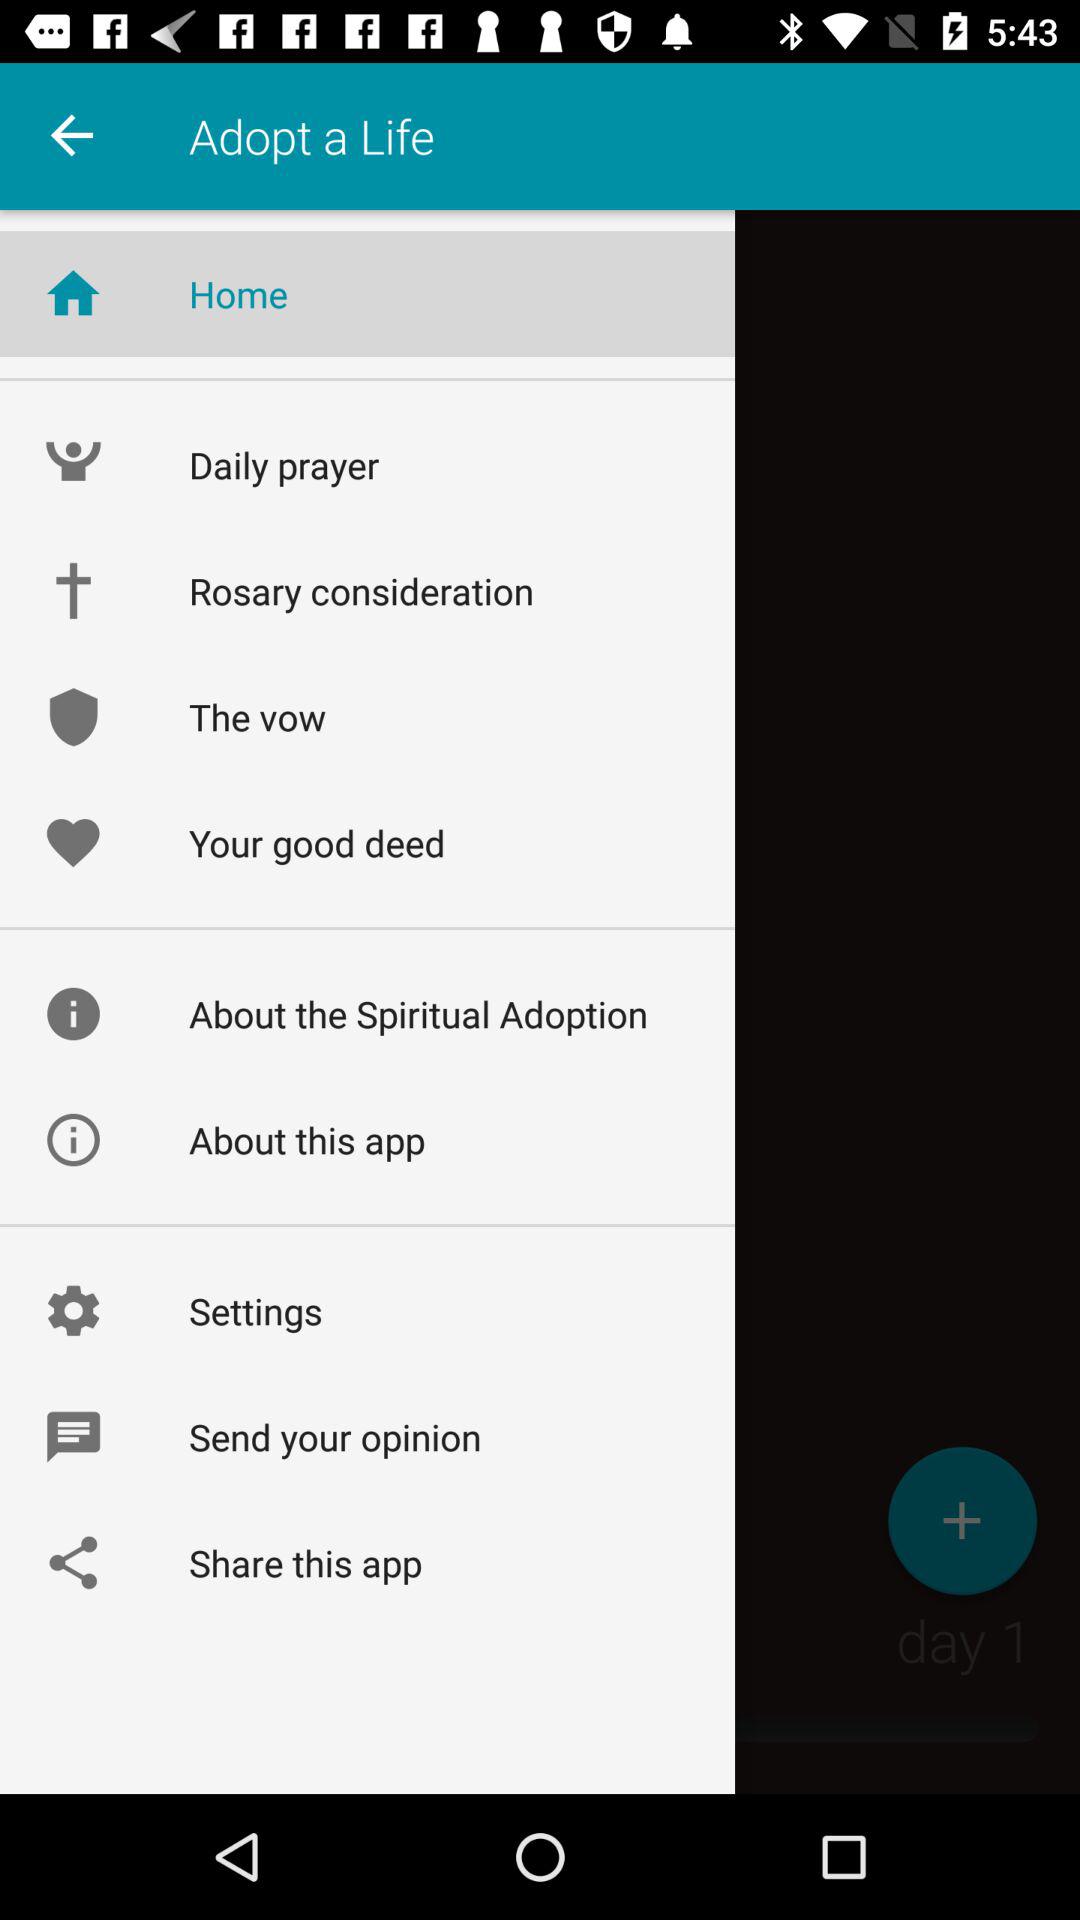 5:43
Adopt a Life
Home
Daily prayer
Rosary consideration
The vow
Your good deed
About the Spiritual Adoption
About this app
Settings
Send your opinion
Share this app
day 1